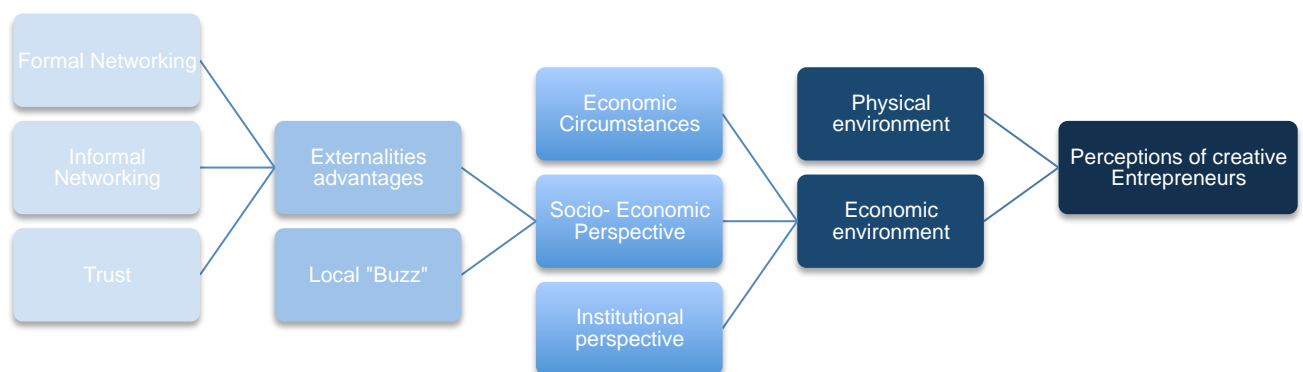 Formal Networking
Informal
Networking
Trust
Externalities
advantages
Local "Buzz"
Economic
Circumstances
Socio- Economic
Perspective
Institutional
perspective
Physical
environment
Economic
environment
Perceptions of creative
Entrepreneurs